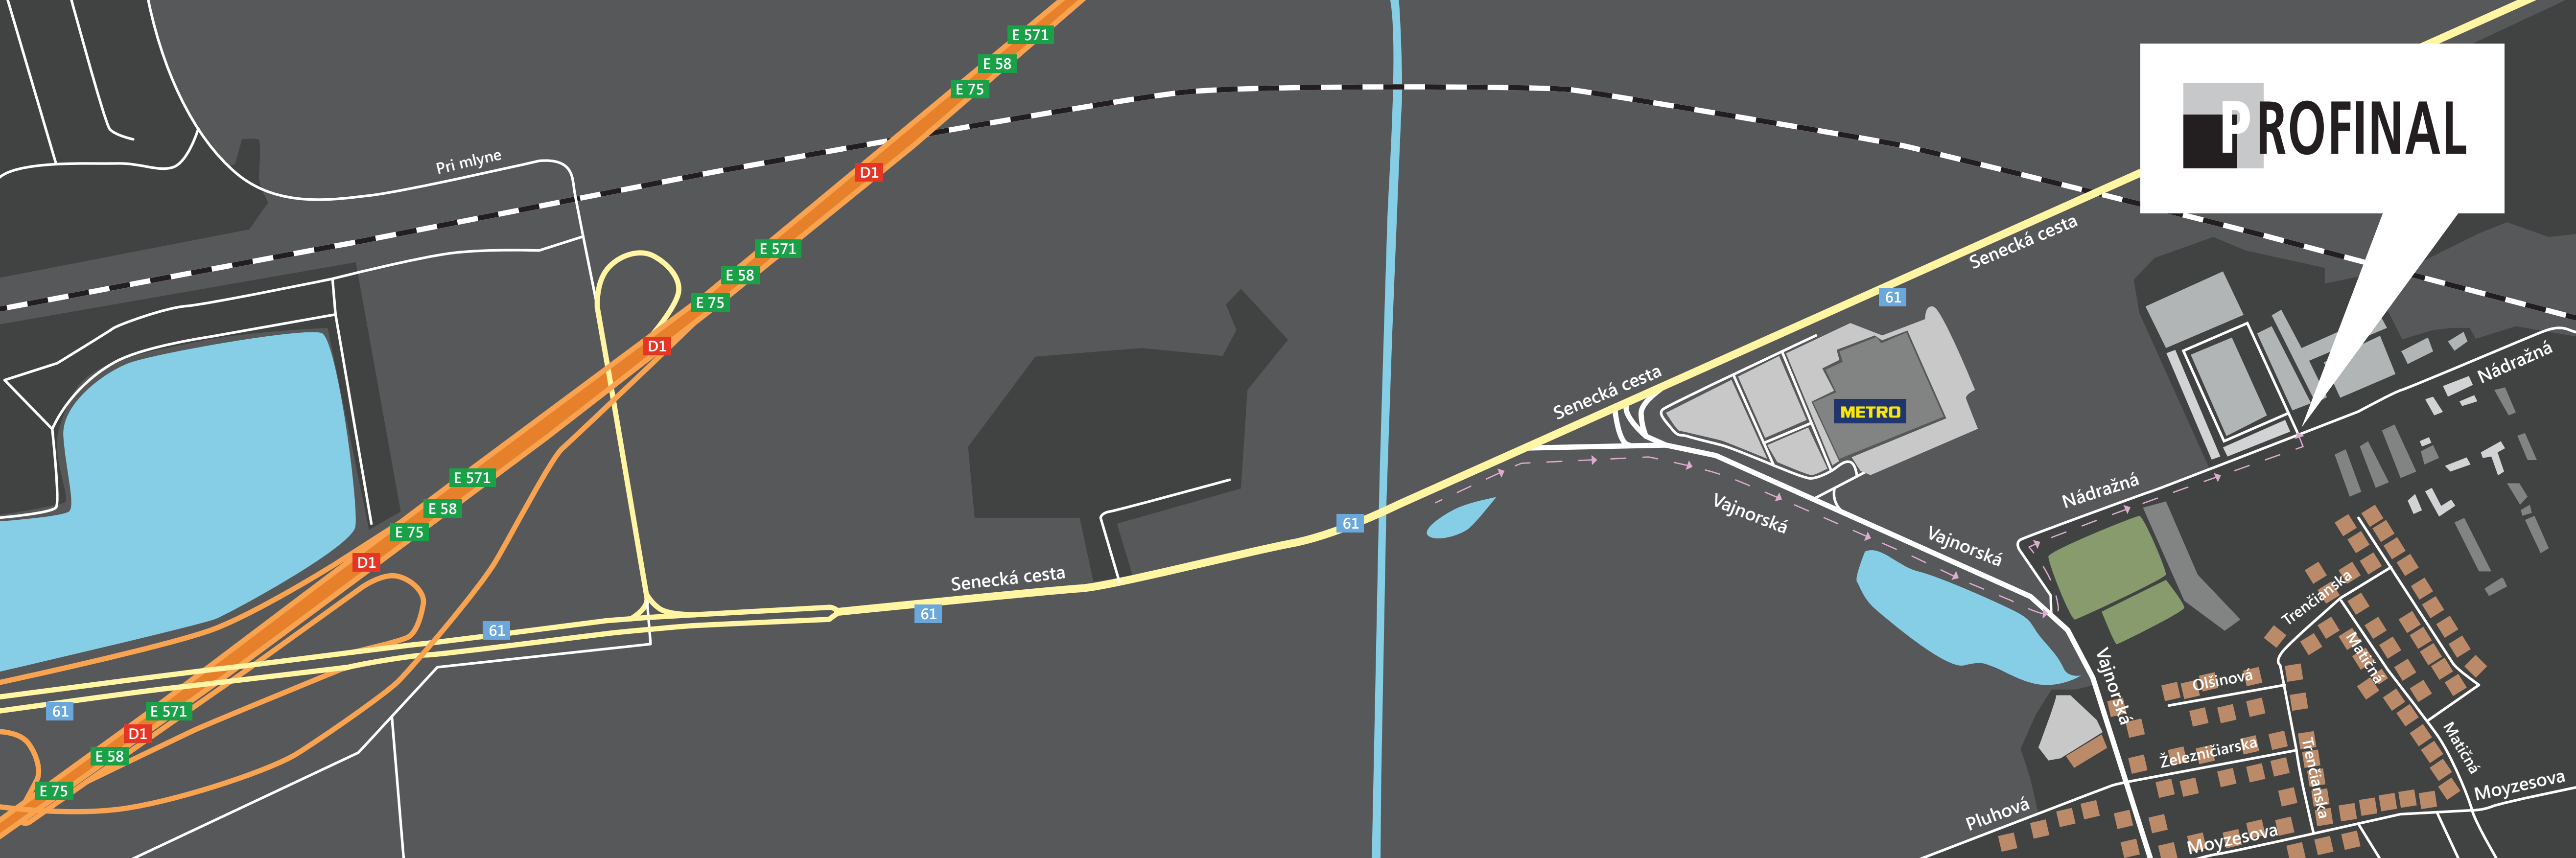 E 571
E 58
E 75
PROFINAL
Pri mlyne
D1
Senecká cesta
E 571
E 58
61
E 75
D1
Nádražná
Senecká cesta
METRO
E 571
Nádražná
E 58
Vajnorská
61
E 75
Vajnorská
D1
Senecká cesta
Trenčianska
61
61
Matičná
Vajnorská
Olšinová
61
E 571
D1
Matičná
E 58
Železničiarska
Trenčianska
E 75
Moyzesova
Pluhová
Moyzesova